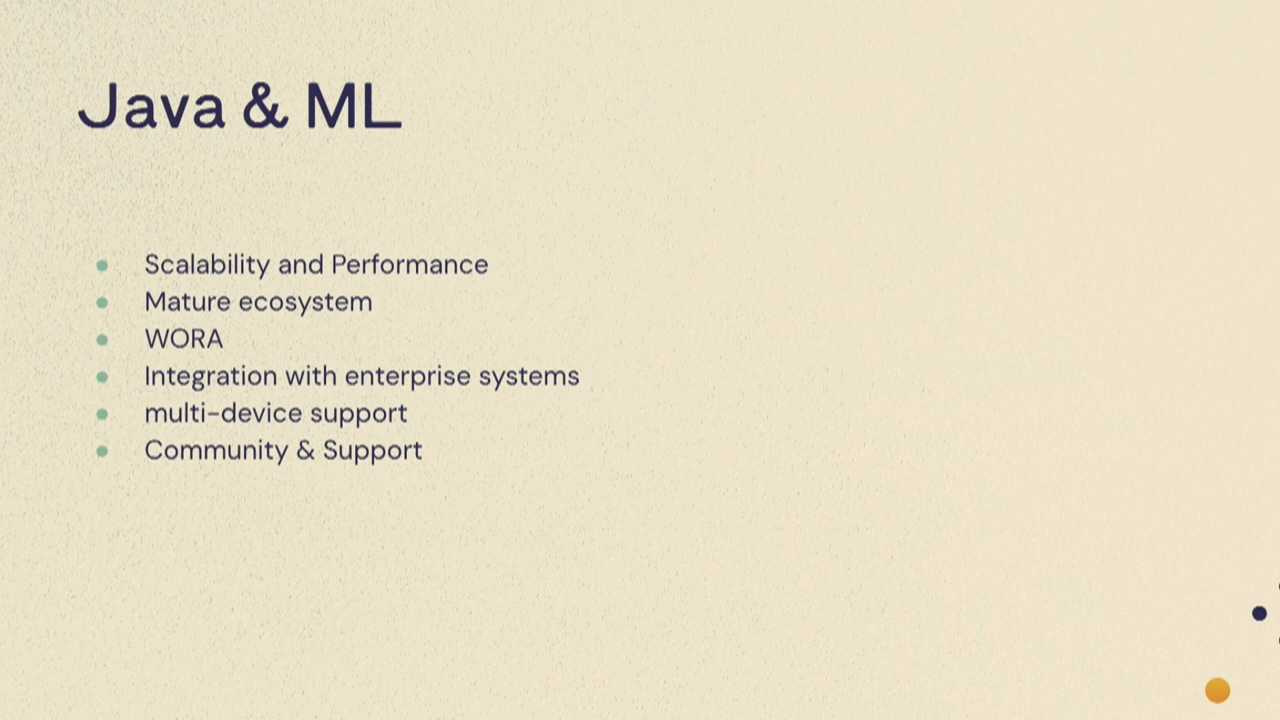 Java & ML
Scalability and Performance
Mature ecosystem
WORA
Integration with enterprise systems
multi-device support
Community & Support